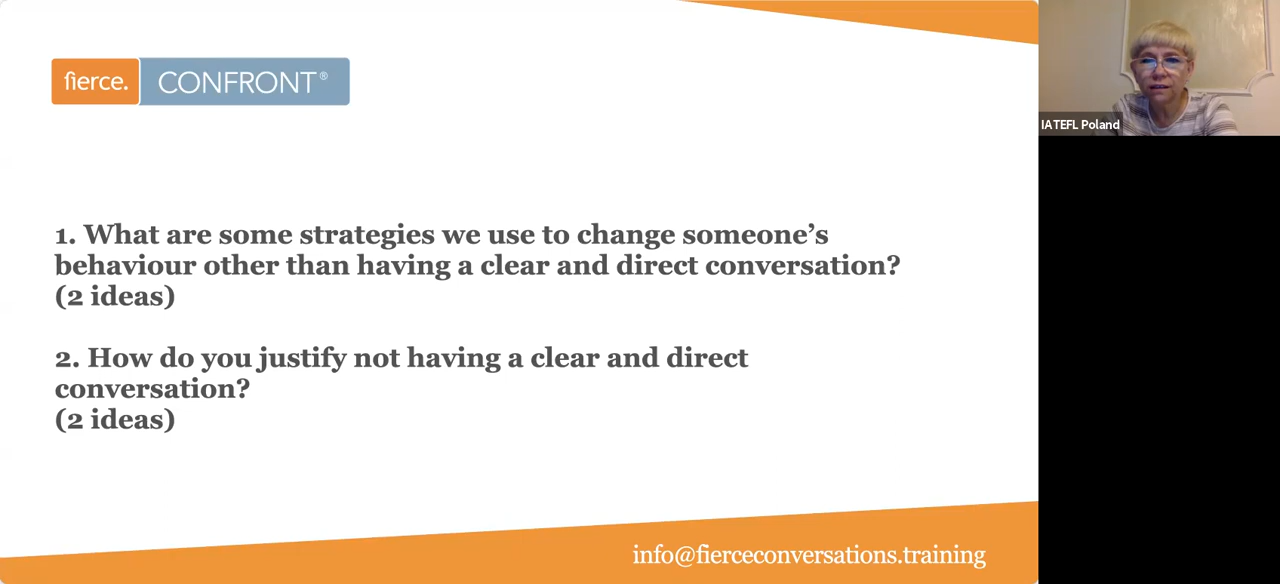 fierce. CONFRONT®
IATEFL Poland
1. What are some strategies we use to change someone’s
behaviour other than having a clear and direct conversation?
(2 ideas)
2. How do you justify not having a clear and direct
conversation?
(2 ideas)
info@fierceconversations.training